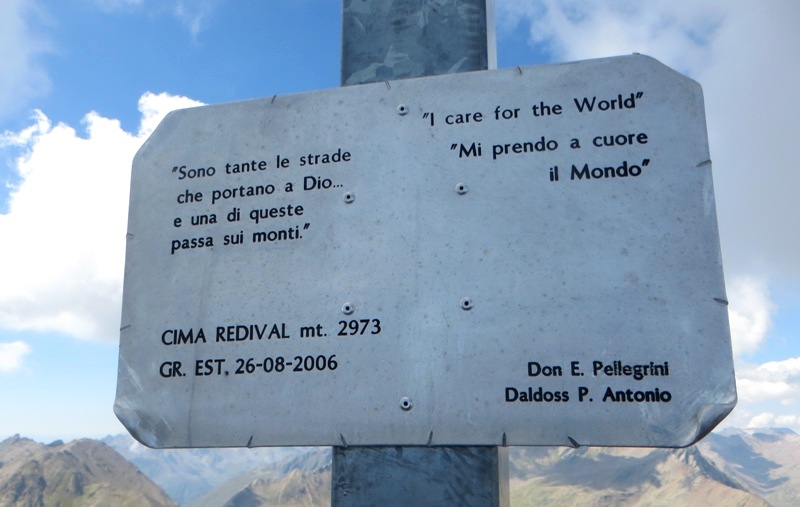 "Sono tante le strade
che portano a Dio...
e una di queste
passa sui monti."
"I care for the World"
"Mi prendo a cuore
il Mondo"
CIMA REDIVAL mt. 2973
GR. EST. 26-08-2006
Don E. Pellegrini
Daldoss P. Antonio